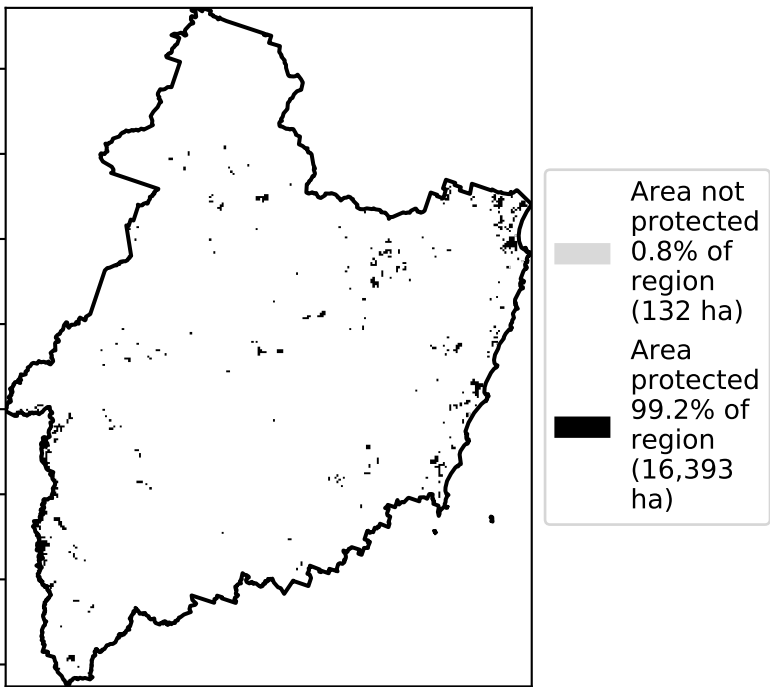 Area not
protected
0.8% of
region
(132 ha)
Area
protected
99.2% of
region
(16,393
ha)